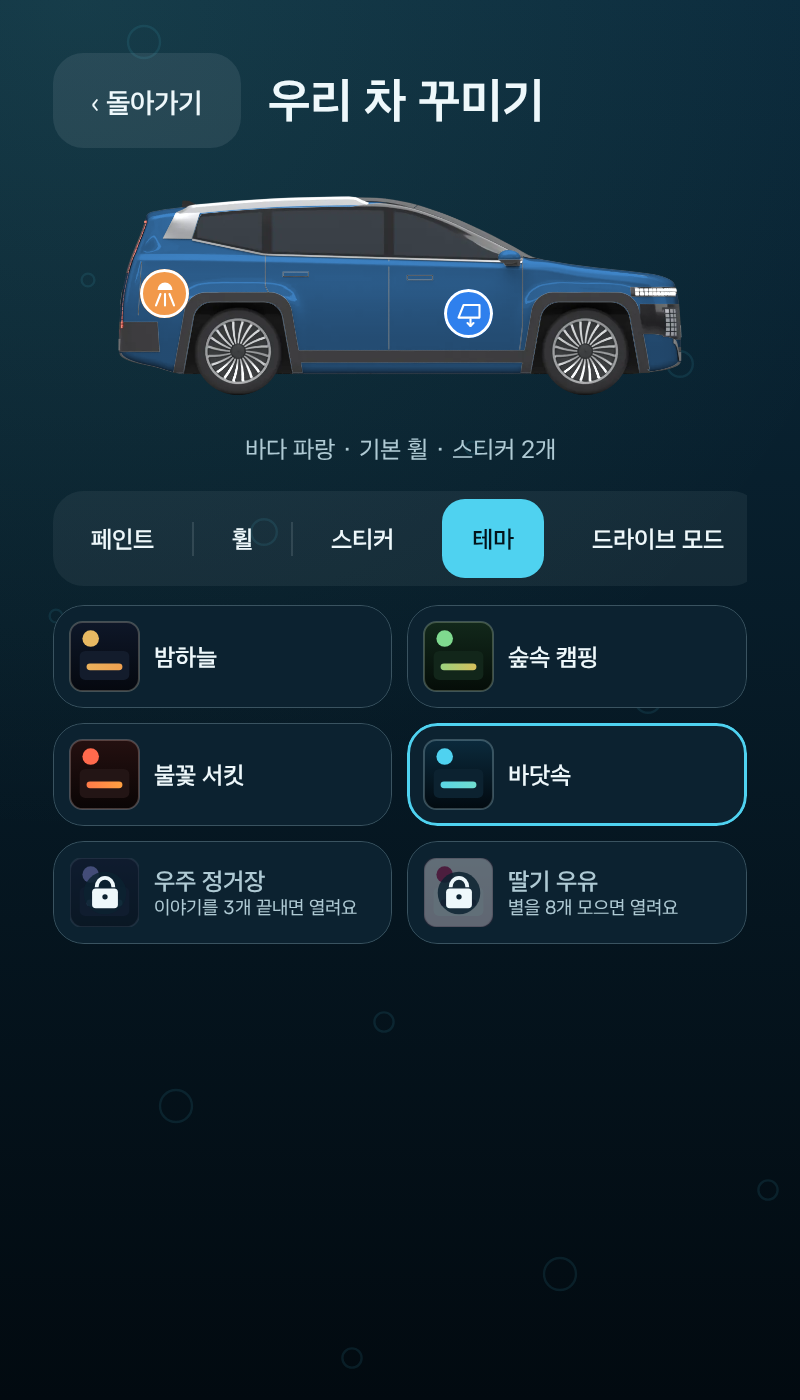 ‹ 돌아가기
우리 차 꾸미기
바다 파랑 · 기본 휠 · 스티커 2개
페인트
휠
스티커
테마
드라이브 모드
밤하늘
숲속 캠핑
불꽃 서킷
바닷속
우주 정거장
이야기를 3개 끝내면 열려요
딸기 우유
별을 8개 모으면 열려요